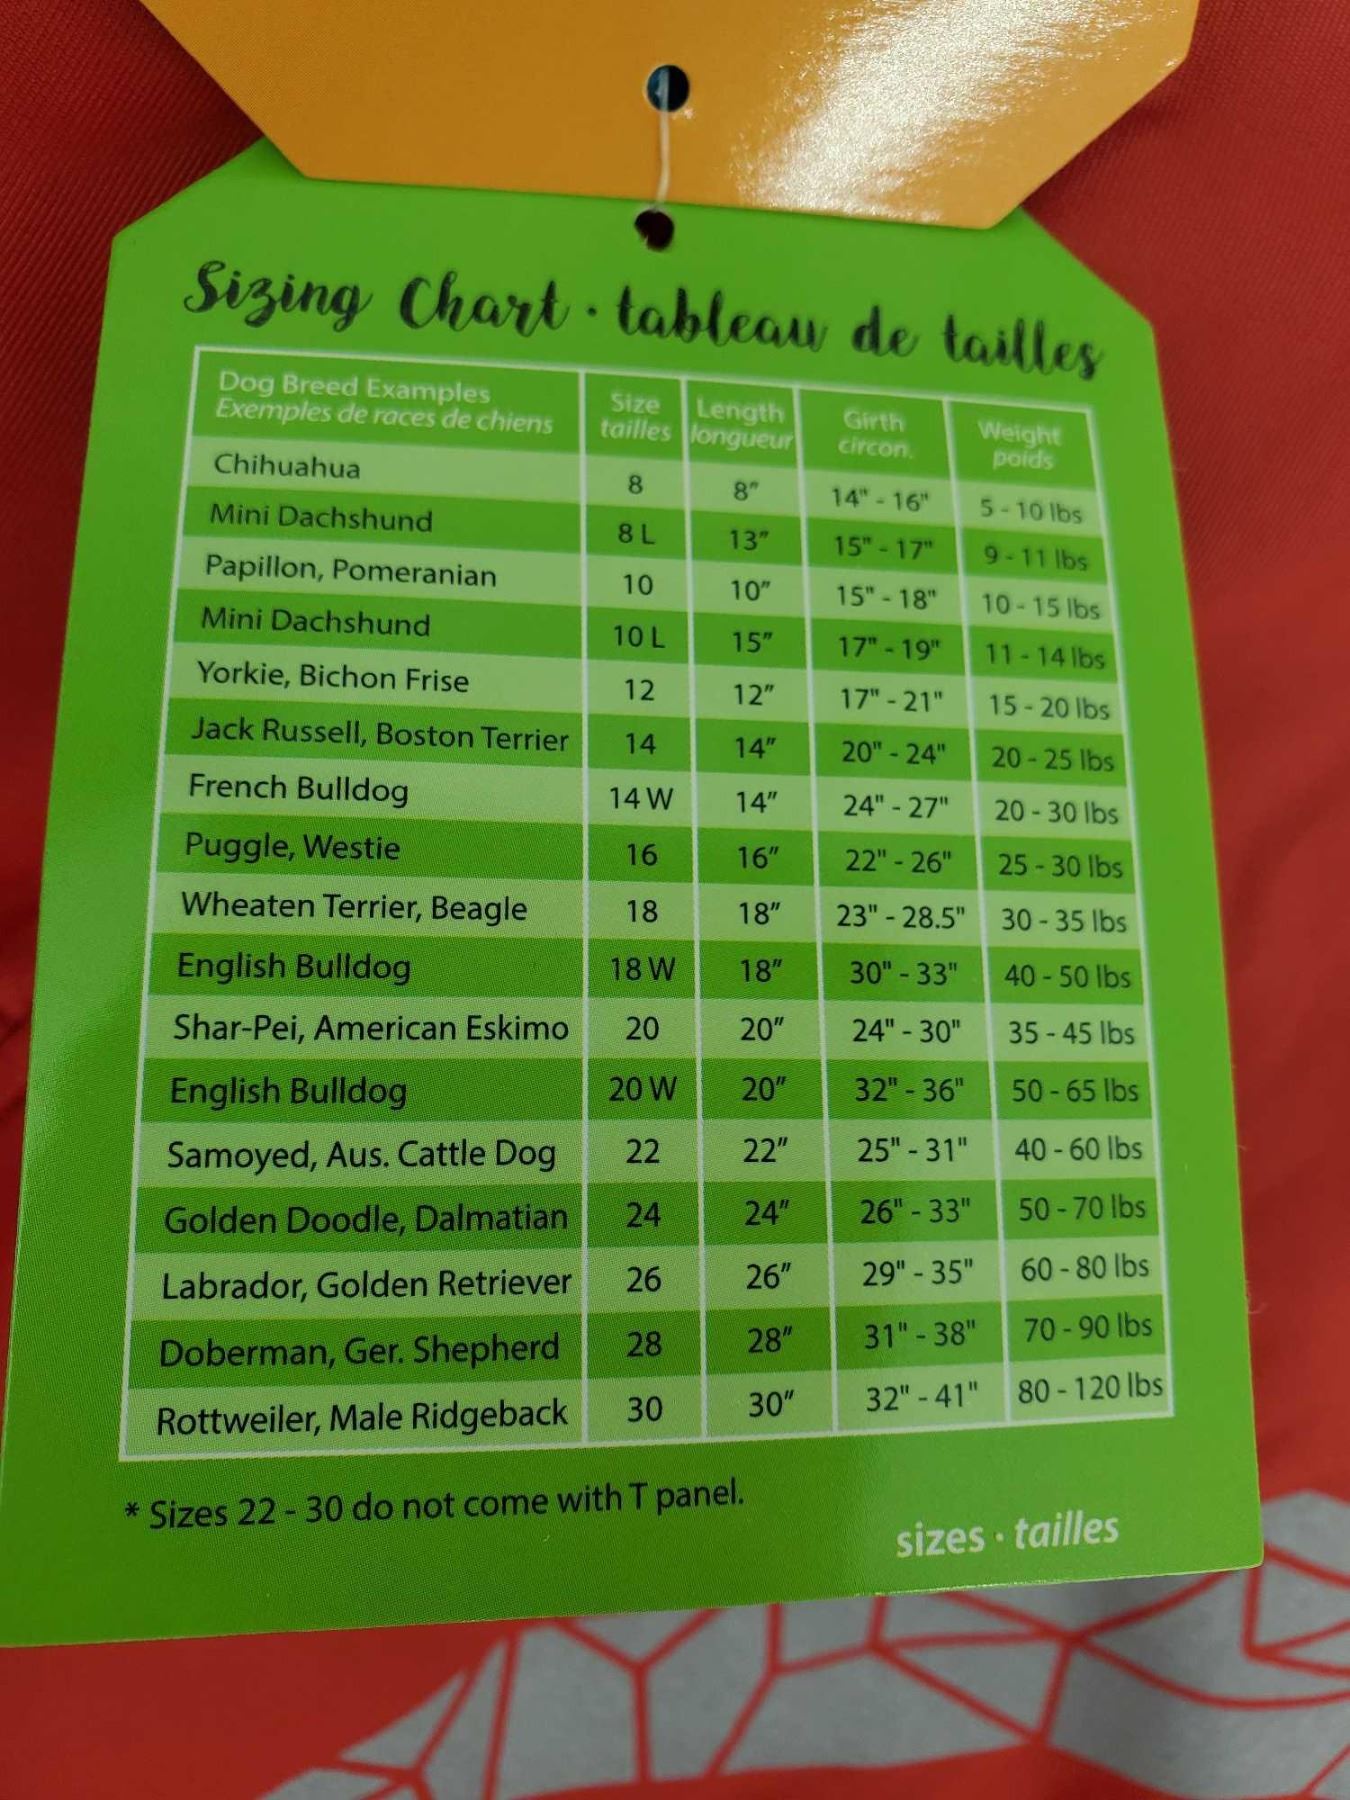 Sizing Chart · tableau de tailles
Dog Breed Examples Size Length Girth Weight
Exemples de races de chiens tailles longueur circon. poids
Chihuahua 8 8" 14" - 16" 5 - 10 lbs
Mini Dachshund 8 L 13" 15" - 17" 9 - 11 lbs
Papillon, Pomeranian 10 10" 15" - 18" 10 - 15 lbs
Mini Dachshund 10 L 15" 17" - 19" 11 - 14 lbs
Yorkie, Bichon Frise 12 12" 17" - 21" 15 - 20 lbs
Jack Russell, Boston Terrier 14 14" 20" - 24" 20 - 25 lbs
French Bulldog 14 W 14" 24" - 27" 20 - 30 lbs
Puggle, Westie 16 16" 22" - 26" 25 - 30 lbs
Wheaten Terrier, Beagle 18 18" 23" - 28.5" 30 - 35 lbs
English Bulldog 18 W 18" 30" - 33" 40 - 50 lbs
Shar-Pei, American Eskimo 20 20" 24" - 30" 35 - 45 lbs
English Bulldog 20 W 20" 32" - 36" 50 - 65 lbs
Samoyed, Aus. Cattle Dog 22 22" 25" - 31" 40 - 60 lbs
Golden Doodle, Dalmatian 24 24" 26" - 33" 50 - 70 lbs
Labrador, Golden Retriever 26 26" 29" - 35" 60 - 80 lbs
Doberman, Ger. Shepherd 28 28" 31" - 38" 70 - 90 lbs
Rottweiler, Male Ridgeback 30 30" 32" - 41" 80 - 120 lbs
* Sizes 22 - 30 do not come with T panel.
sizes · tailles